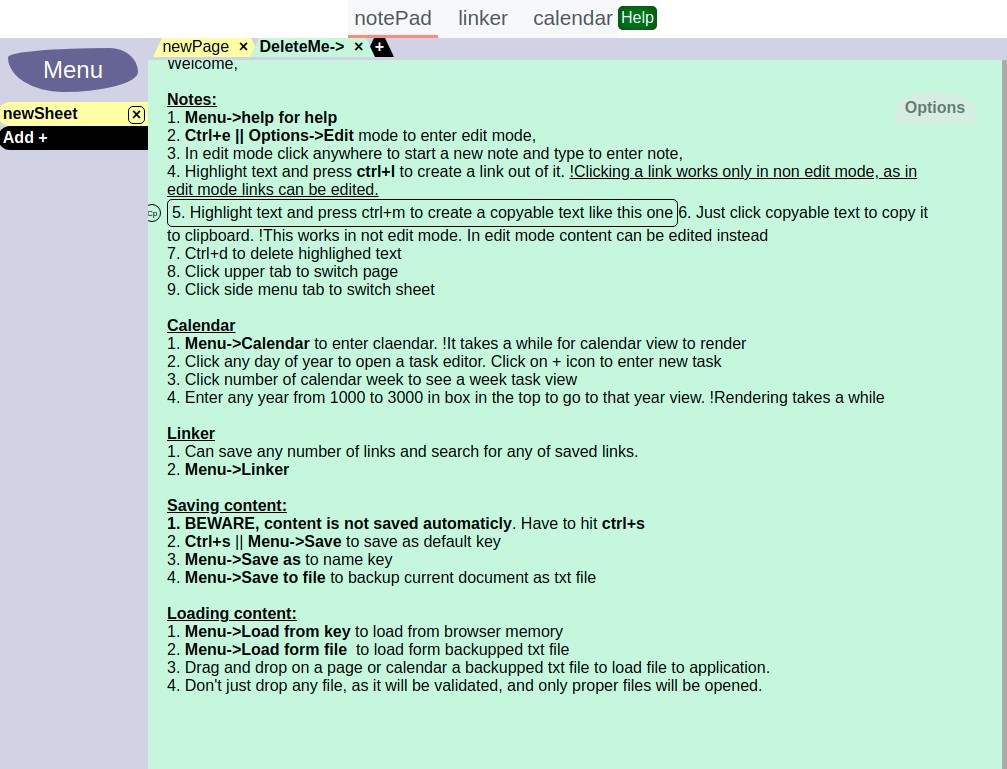 notePad linker calendar Help
Menu
newPage × DeleteMe-> × +
newSheet ×
Add +
Options
Welcome,
Notes:
1. Menu->help for help
2. Ctrl+e || Options->Edit mode to enter edit mode,
3. In edit mode click anywhere to start a new note and type to enter note,
4. Highlight text and press ctrl+l to create a link out of it. !Clicking a link works only in non edit mode, as in
edit mode links can be edited.
Cp 5. Highlight text and press ctrl+m to create a copyable text like this one 6. Just click copyable text to copy it
to clipboard. !This works in not edit mode. In edit mode content can be edited instead
7. Ctrl+d to delete highlighed text
8. Click upper tab to switch page
9. Click side menu tab to switch sheet
Calendar
1. Menu->Calendar to enter claendar. !It takes a while for calendar view to render
2. Click any day of year to open a task editor. Click on + icon to enter new task
3. Click number of calendar week to see a week task view
4. Enter any year from 1000 to 3000 in box in the top to go to that year view. !Rendering takes a while
Linker
1. Can save any number of links and search for any of saved links.
2. Menu->Linker
Saving content:
1. BEWARE, content is not saved automaticly. Have to hit ctrl+s
2. Ctrl+s || Menu->Save to save as default key
3. Menu->Save as to name key
4. Menu->Save to file to backup current document as txt file
Loading content:
1. Menu->Load from key to load from browser memory
2. Menu->Load form file to load form backupped txt file
3. Drag and drop on a page or calendar a backupped txt file to load file to application.
4. Don't just drop any file, as it will be validated, and only proper files will be opened.